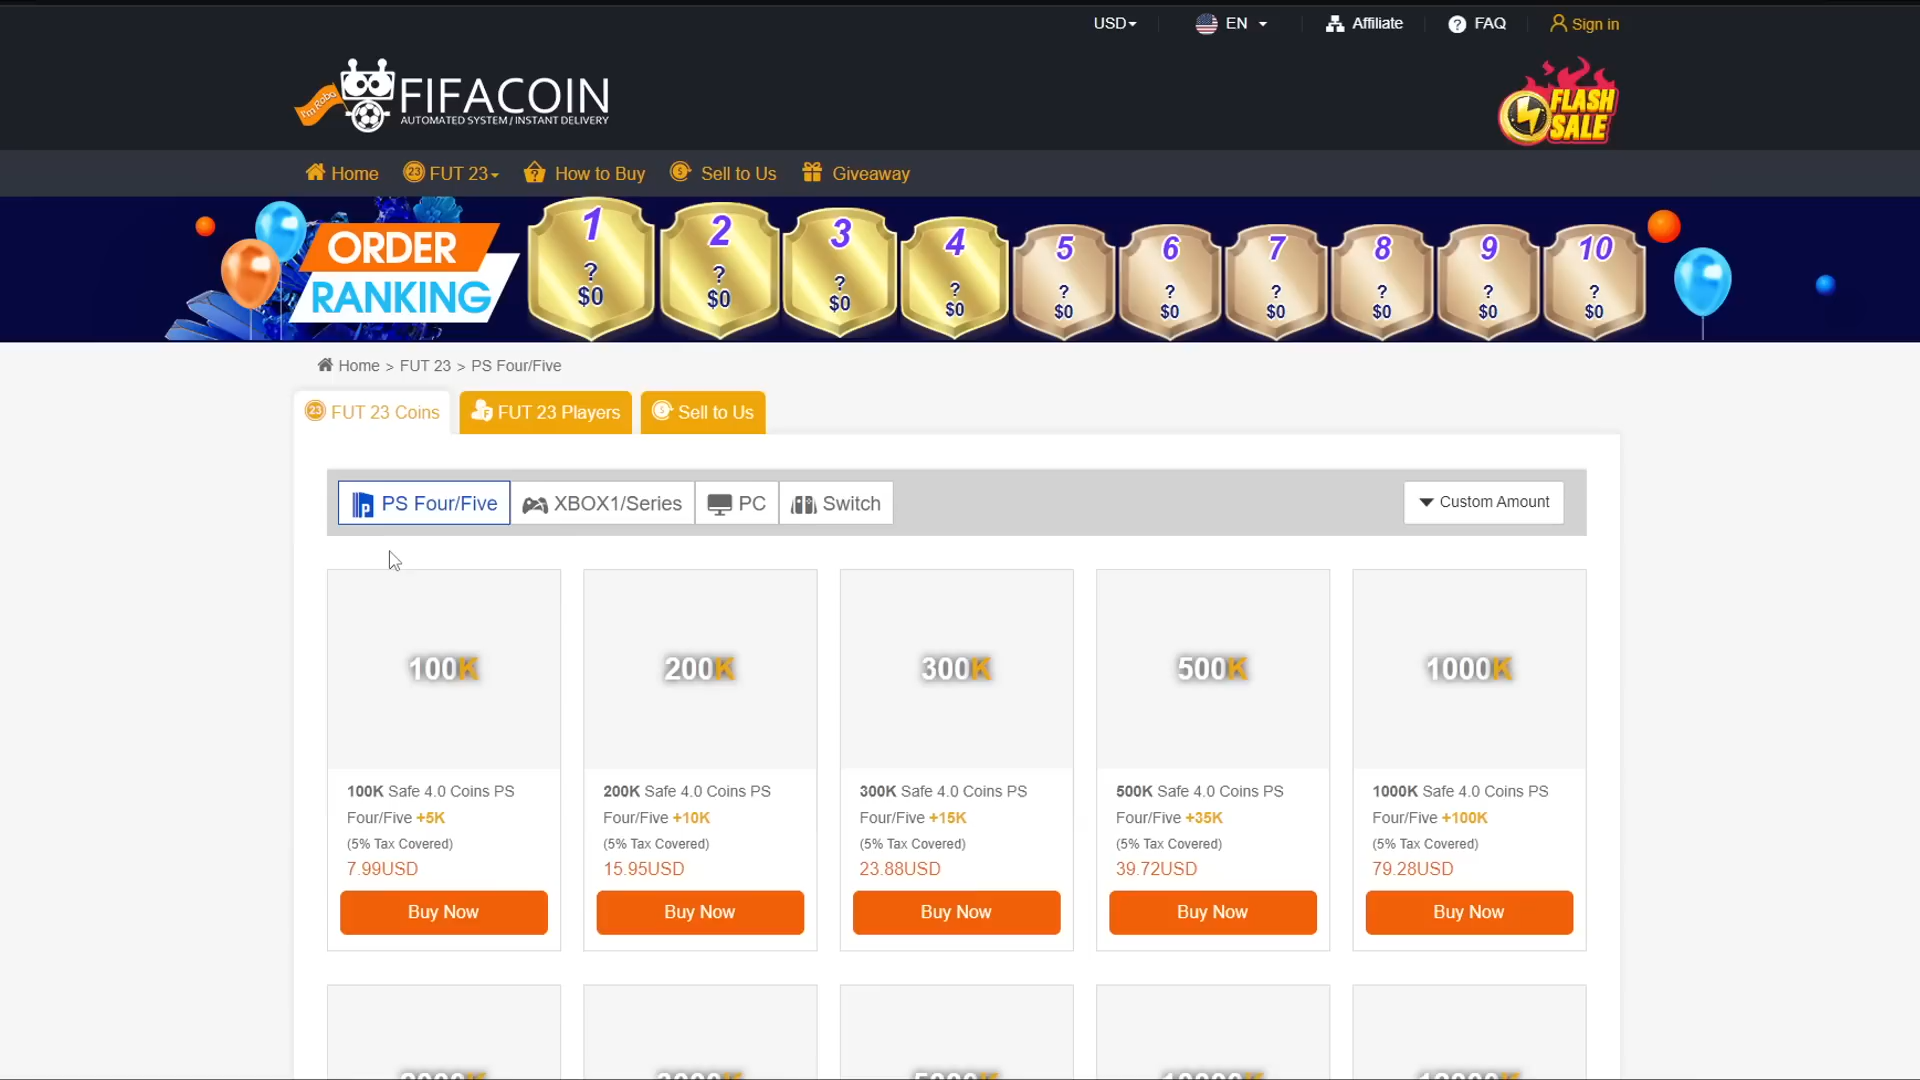 USD
EN
Affiliate
FAQ
Sign in
I'm Robo
FIFACOIN
AUTOMATED SYSTEM / INSTANT DELIVERY
FLASH
SALE
Home
23 FUT 23
How to Buy
Sell to Us
Giveaway
ORDER
RANKING
1
?
$0
2
?
$0
3
?
$0
4
?
$0
5
?
$0
6
?
$0
7
?
$0
8
?
$0
9
?
$0
10
?
$0
Home > FUT 23 > PS Four/Five
23 FUT 23 Coins
FUT 23 Players
Sell to Us
PS Four/Five
XBOX1/Series
PC
Switch
Custom Amount
100K
200K
300K
500K
1000K
100K Safe 4.0 Coins PS
Four/Five +5K
(5% Tax Covered)
7.99USD
Buy Now
200K Safe 4.0 Coins PS
Four/Five +10K
(5% Tax Covered)
15.95USD
Buy Now
300K Safe 4.0 Coins PS
Four/Five +15K
(5% Tax Covered)
23.88USD
Buy Now
500K Safe 4.0 Coins PS
Four/Five +35K
(5% Tax Covered)
39.72USD
Buy Now
1000K Safe 4.0 Coins PS
Four/Five +100K
(5% Tax Covered)
79.28USD
Buy Now